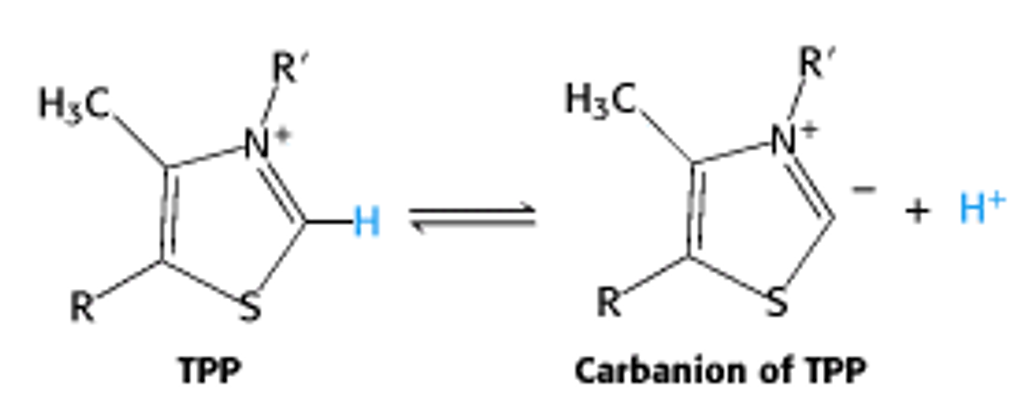 R′ R′
H₃C N⁺ H₃C N⁺ −
H + H⁺
R S R S
TPP Carbanion of TPP